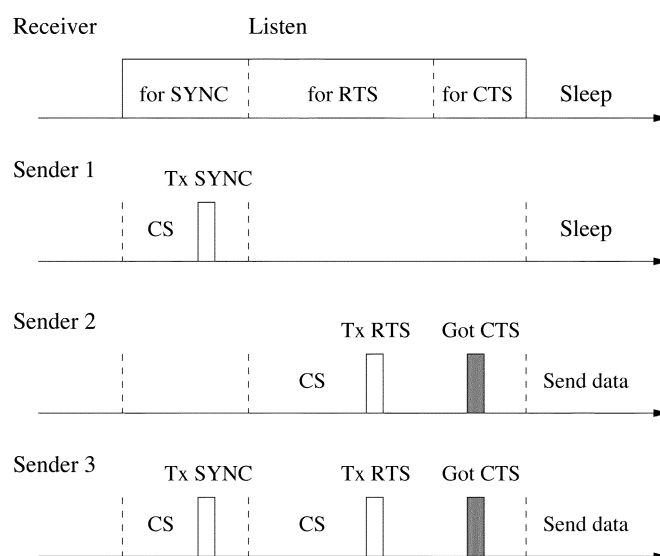 Receiver Listen
for SYNC for RTS for CTS Sleep
Sender 1
Tx SYNC
CS Sleep
Sender 2
Tx RTS Got CTS
CS Send data
Sender 3
Tx SYNC Tx RTS Got CTS
CS CS Send data